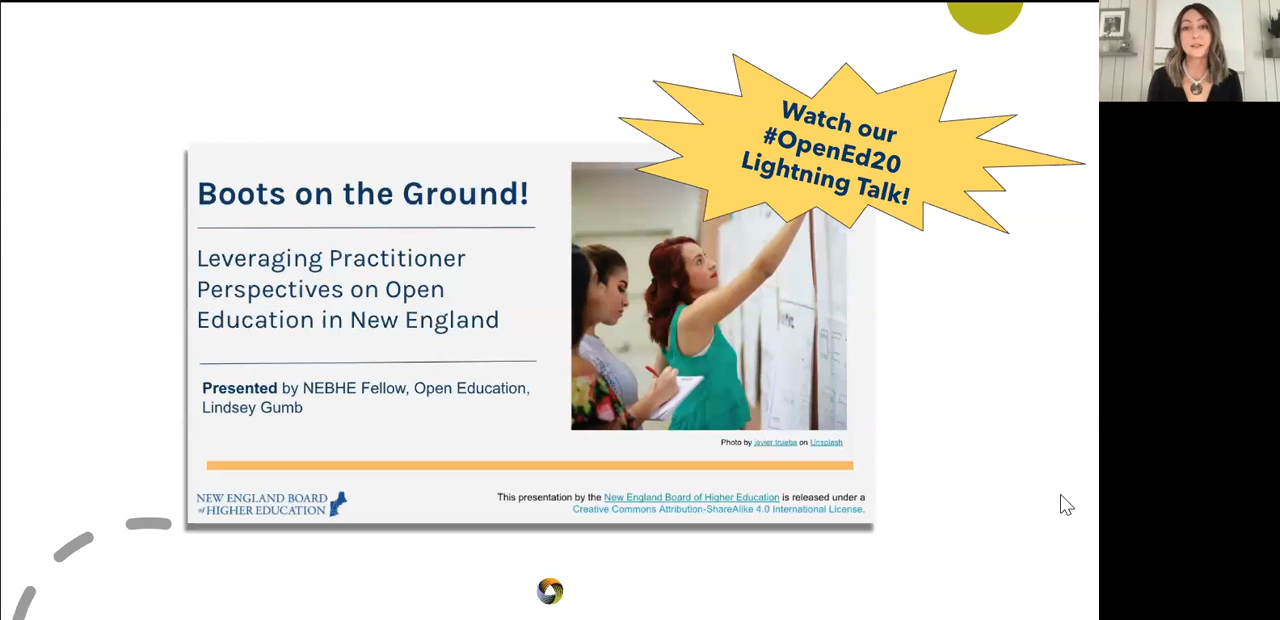 Watch our
#OpenEd20
Lightning Talk!
Boots on the Ground!
Leveraging Practitioner
Perspectives on Open
Education in New England
Presented by NEBHE Fellow, Open Education,
Lindsey Gumb
Photo by javier trueba on Unsplash
NEW ENGLAND BOARD
of HIGHER EDUCATION
This presentation by the New England Board of Higher Education is released under a
Creative Commons Attribution-ShareAlike 4.0 International License.